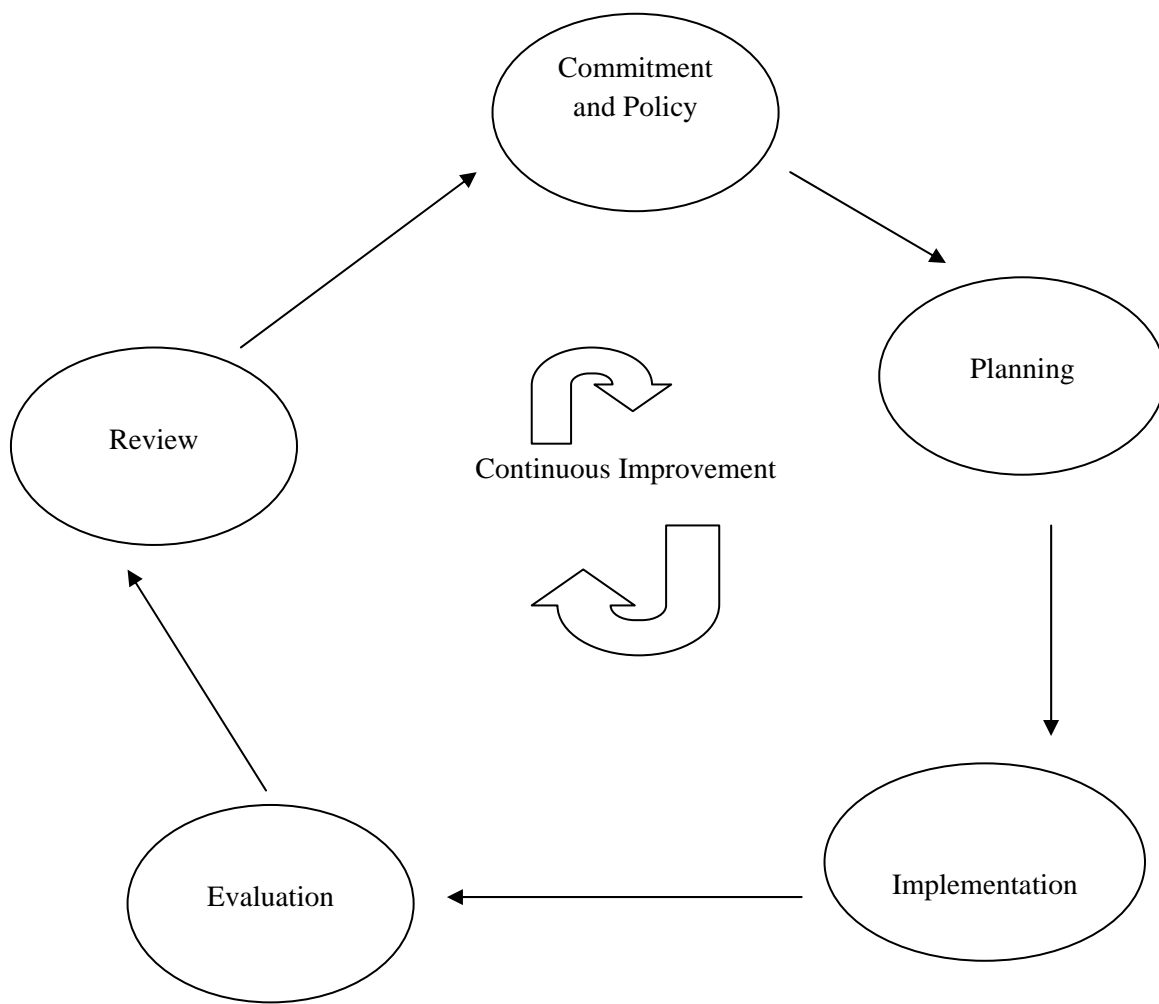 Commitment
and Policy
Planning
Review
Continuous Improvement
Implementation
Evaluation